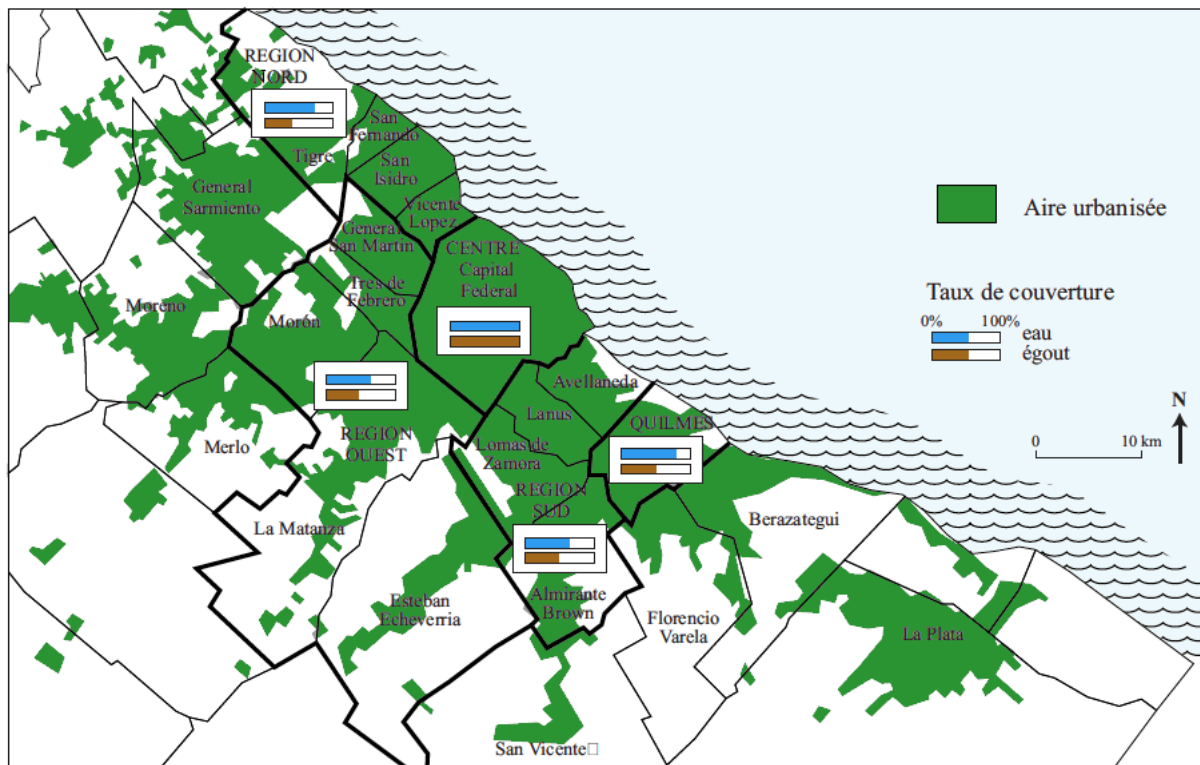 REGION
NORD
San
Fernando
Tigre
San
Isidro
General
Sarmiento
Vicente
Lopez
General
San Martin
CENTRE
Capital
Federal
Tres de
Febrero
Moreno
Morón
Aire urbanisée
Taux de couverture
0% 100%
eau
égout
Avellaneda
Lanus
QUILMES
Merlo
REGION
OUEST
Lomas de
Zamora
REGION
SUD
N
0 10 km
La Matanza
Berazategui
Esteban
Echeverria
Almirante
Brown
Florencio
Varela
La Plata
San Vicente